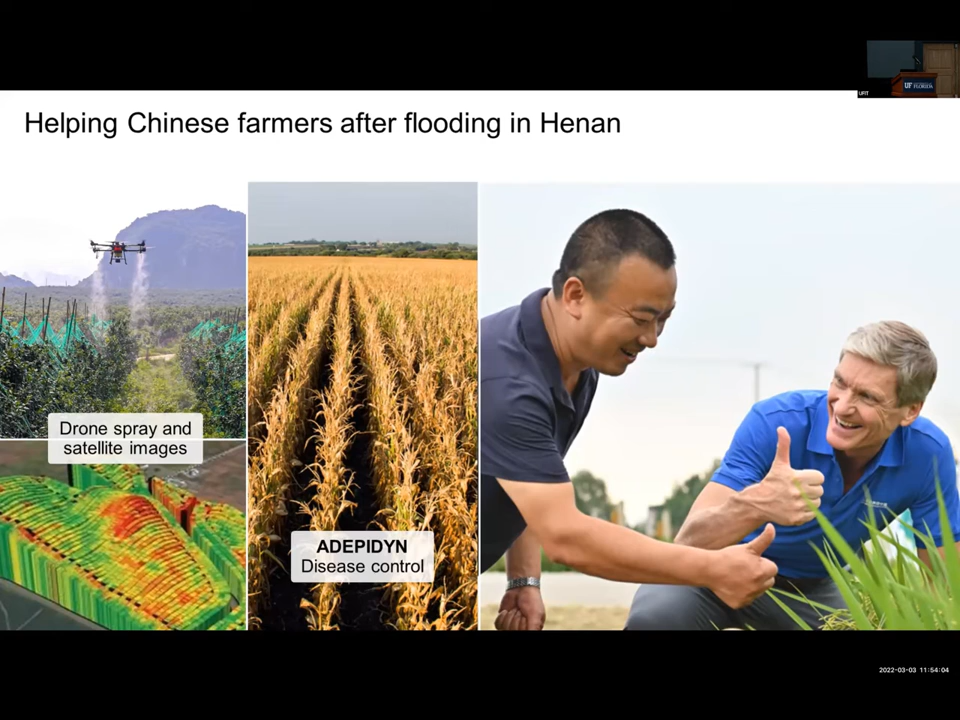 UF
FLORIDA
UFIT
Helping Chinese farmers after flooding in Henan
Drone spray and
satellite images
ADEPIDYN
Disease control
2022-03-03 11:54:04